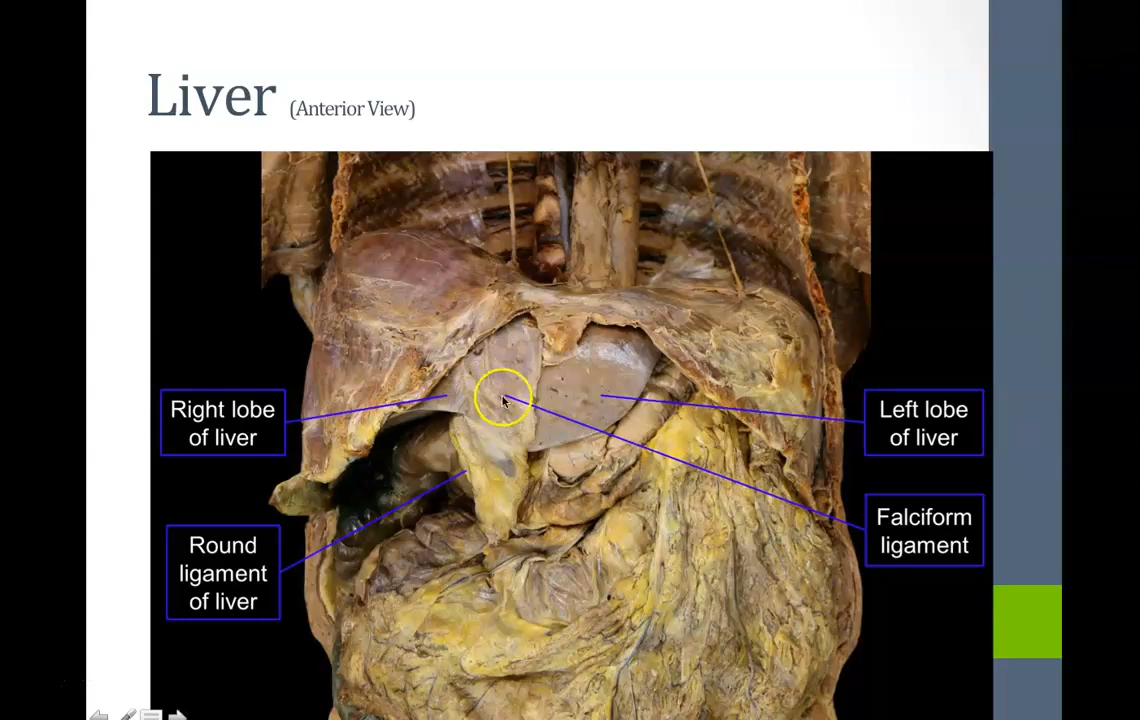 Liver (Anterior View)
Right lobe
of liver
Left lobe
of liver
Falciform
ligament
Round
ligament
of liver